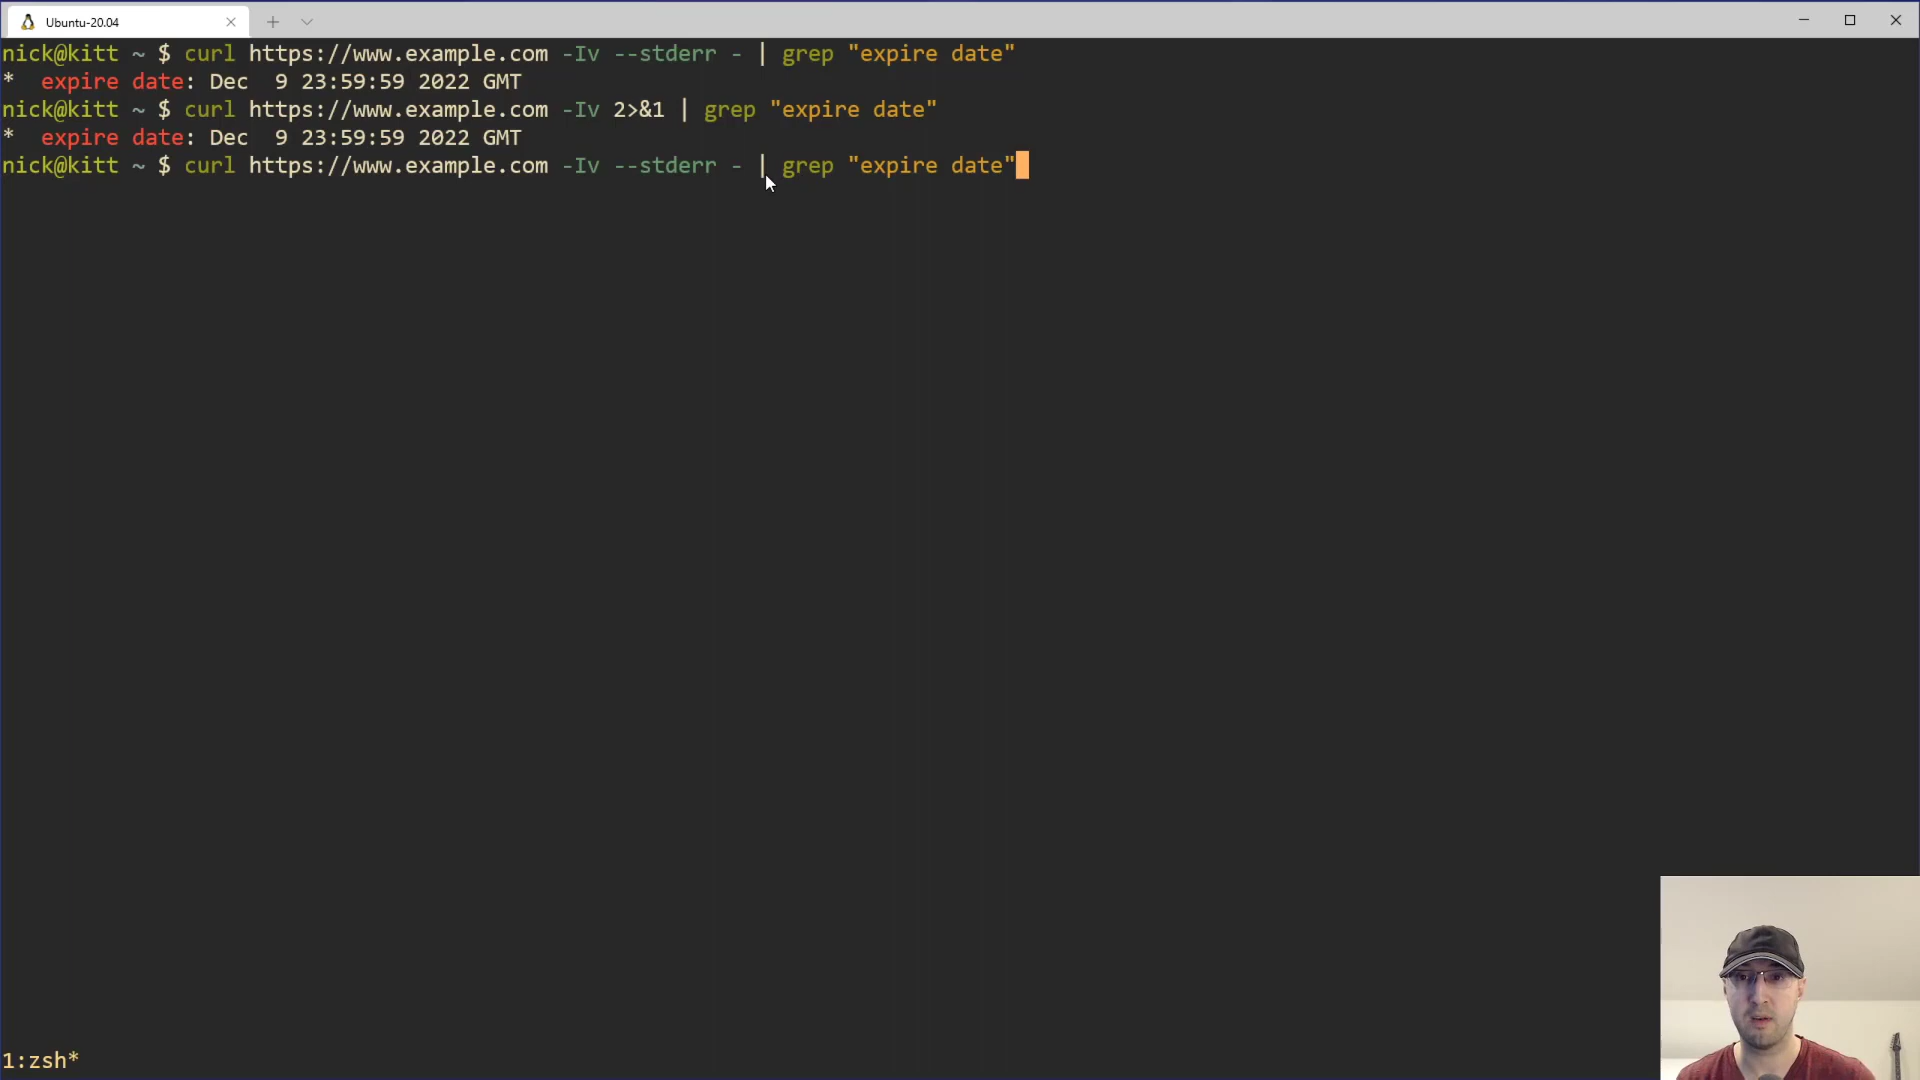 Ubuntu-20.04
nick@kitt ~ $ curl https://www.example.com -Iv --stderr - | grep "expire date"
*  expire date: Dec  9 23:59:59 2022 GMT
nick@kitt ~ $ curl https://www.example.com -Iv 2>&1 | grep "expire date"
*  expire date: Dec  9 23:59:59 2022 GMT
nick@kitt ~ $ curl https://www.example.com -Iv --stderr - | grep "expire date"
1:zsh*